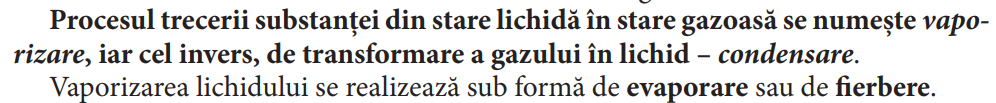 Procesul trecerii substanței din stare lichidă în stare gazoasă se numește vapo-
rizare, iar cel invers, de transformare a gazului în lichid – condensare.
Vaporizarea lichidului se realizează sub formă de evaporare sau de fierbere.